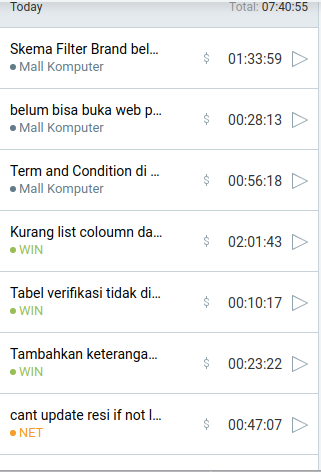 Today Total: 07:40:55
Skema Filter Brand bel... $ 01:33:59
Mall Komputer
belum bisa buka web p... $ 00:28:13
Mall Komputer
Term and Condition di ... $ 00:56:18
Mall Komputer
Kurang list coloumn da... $ 02:01:43
WIN
Tabel verifikasi tidak di... $ 00:10:17
WIN
Tambahkan keteranga... $ 00:23:22
WIN
cant update resi if not l... $ 00:47:07
NET